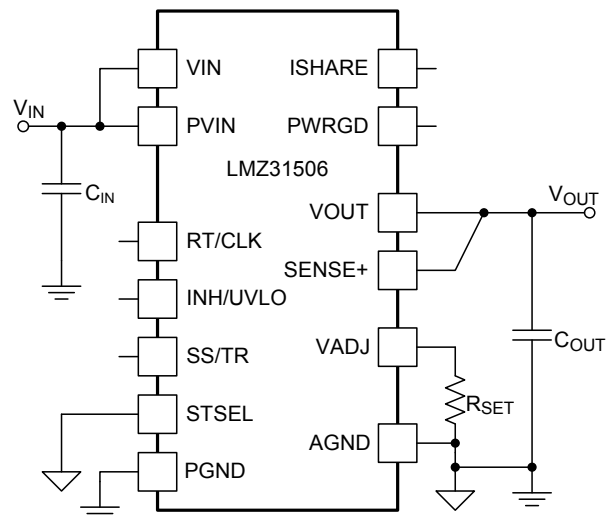 VIN
PVIN
RT/CLK
INH/UVLO
SS/TR
STSEL
PGND
LMZ31506
ISHARE
PWRGD
VOUT
SENSE+
VADJ
AGND
VIN
CIN
VOUT
COUT
RSET